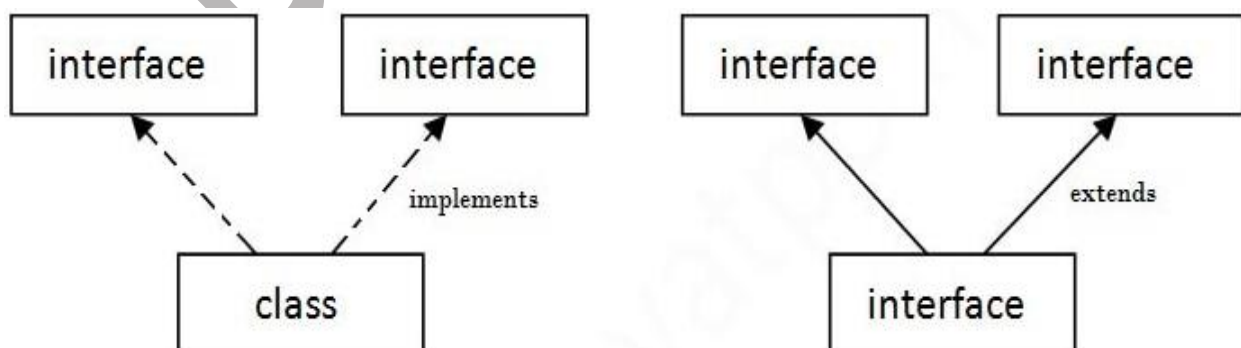 interface
interface
interface
interface
implements
extends
class
interface